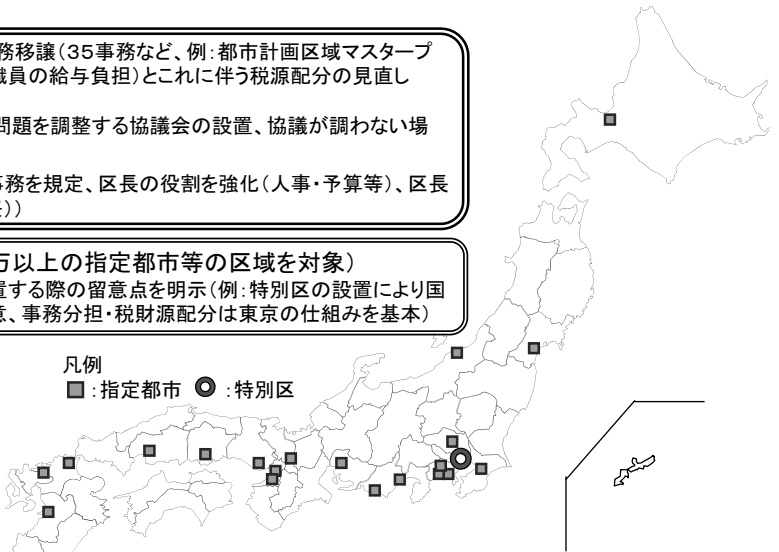 務移譲（３５事務など、例：都市計画区域マスタープ
職員の給与負担）とこれに伴う税源配分の見直し
問題を調整する協議会の設置、協議が調わない場
事務を規定、区長の役割を強化（人事・予算等）、区長
））
万以上の指定都市等の区域を対象）
置する際の留意点を明示（例：特別区の設置により国
意、事務分担・税財源配分は東京の仕組みを基本）
凡例
：指定都市 ：特別区